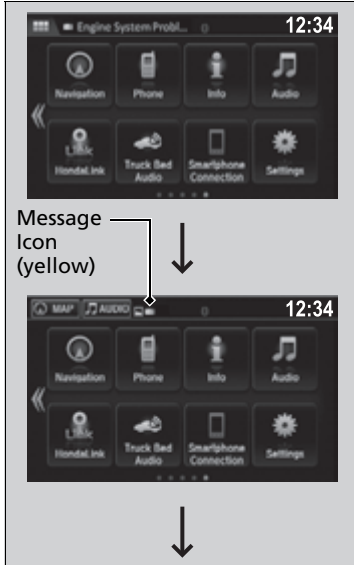 Engine System Probl... 12:34
Navigation Phone Info Audio
HondaLink Truck Bed Audio Smartphone Connection Settings
Message
Icon
(yellow)
MAP AUDIO 12:34
Navigation Phone Info Audio
HondaLink Truck Bed Audio Smartphone Connection Settings